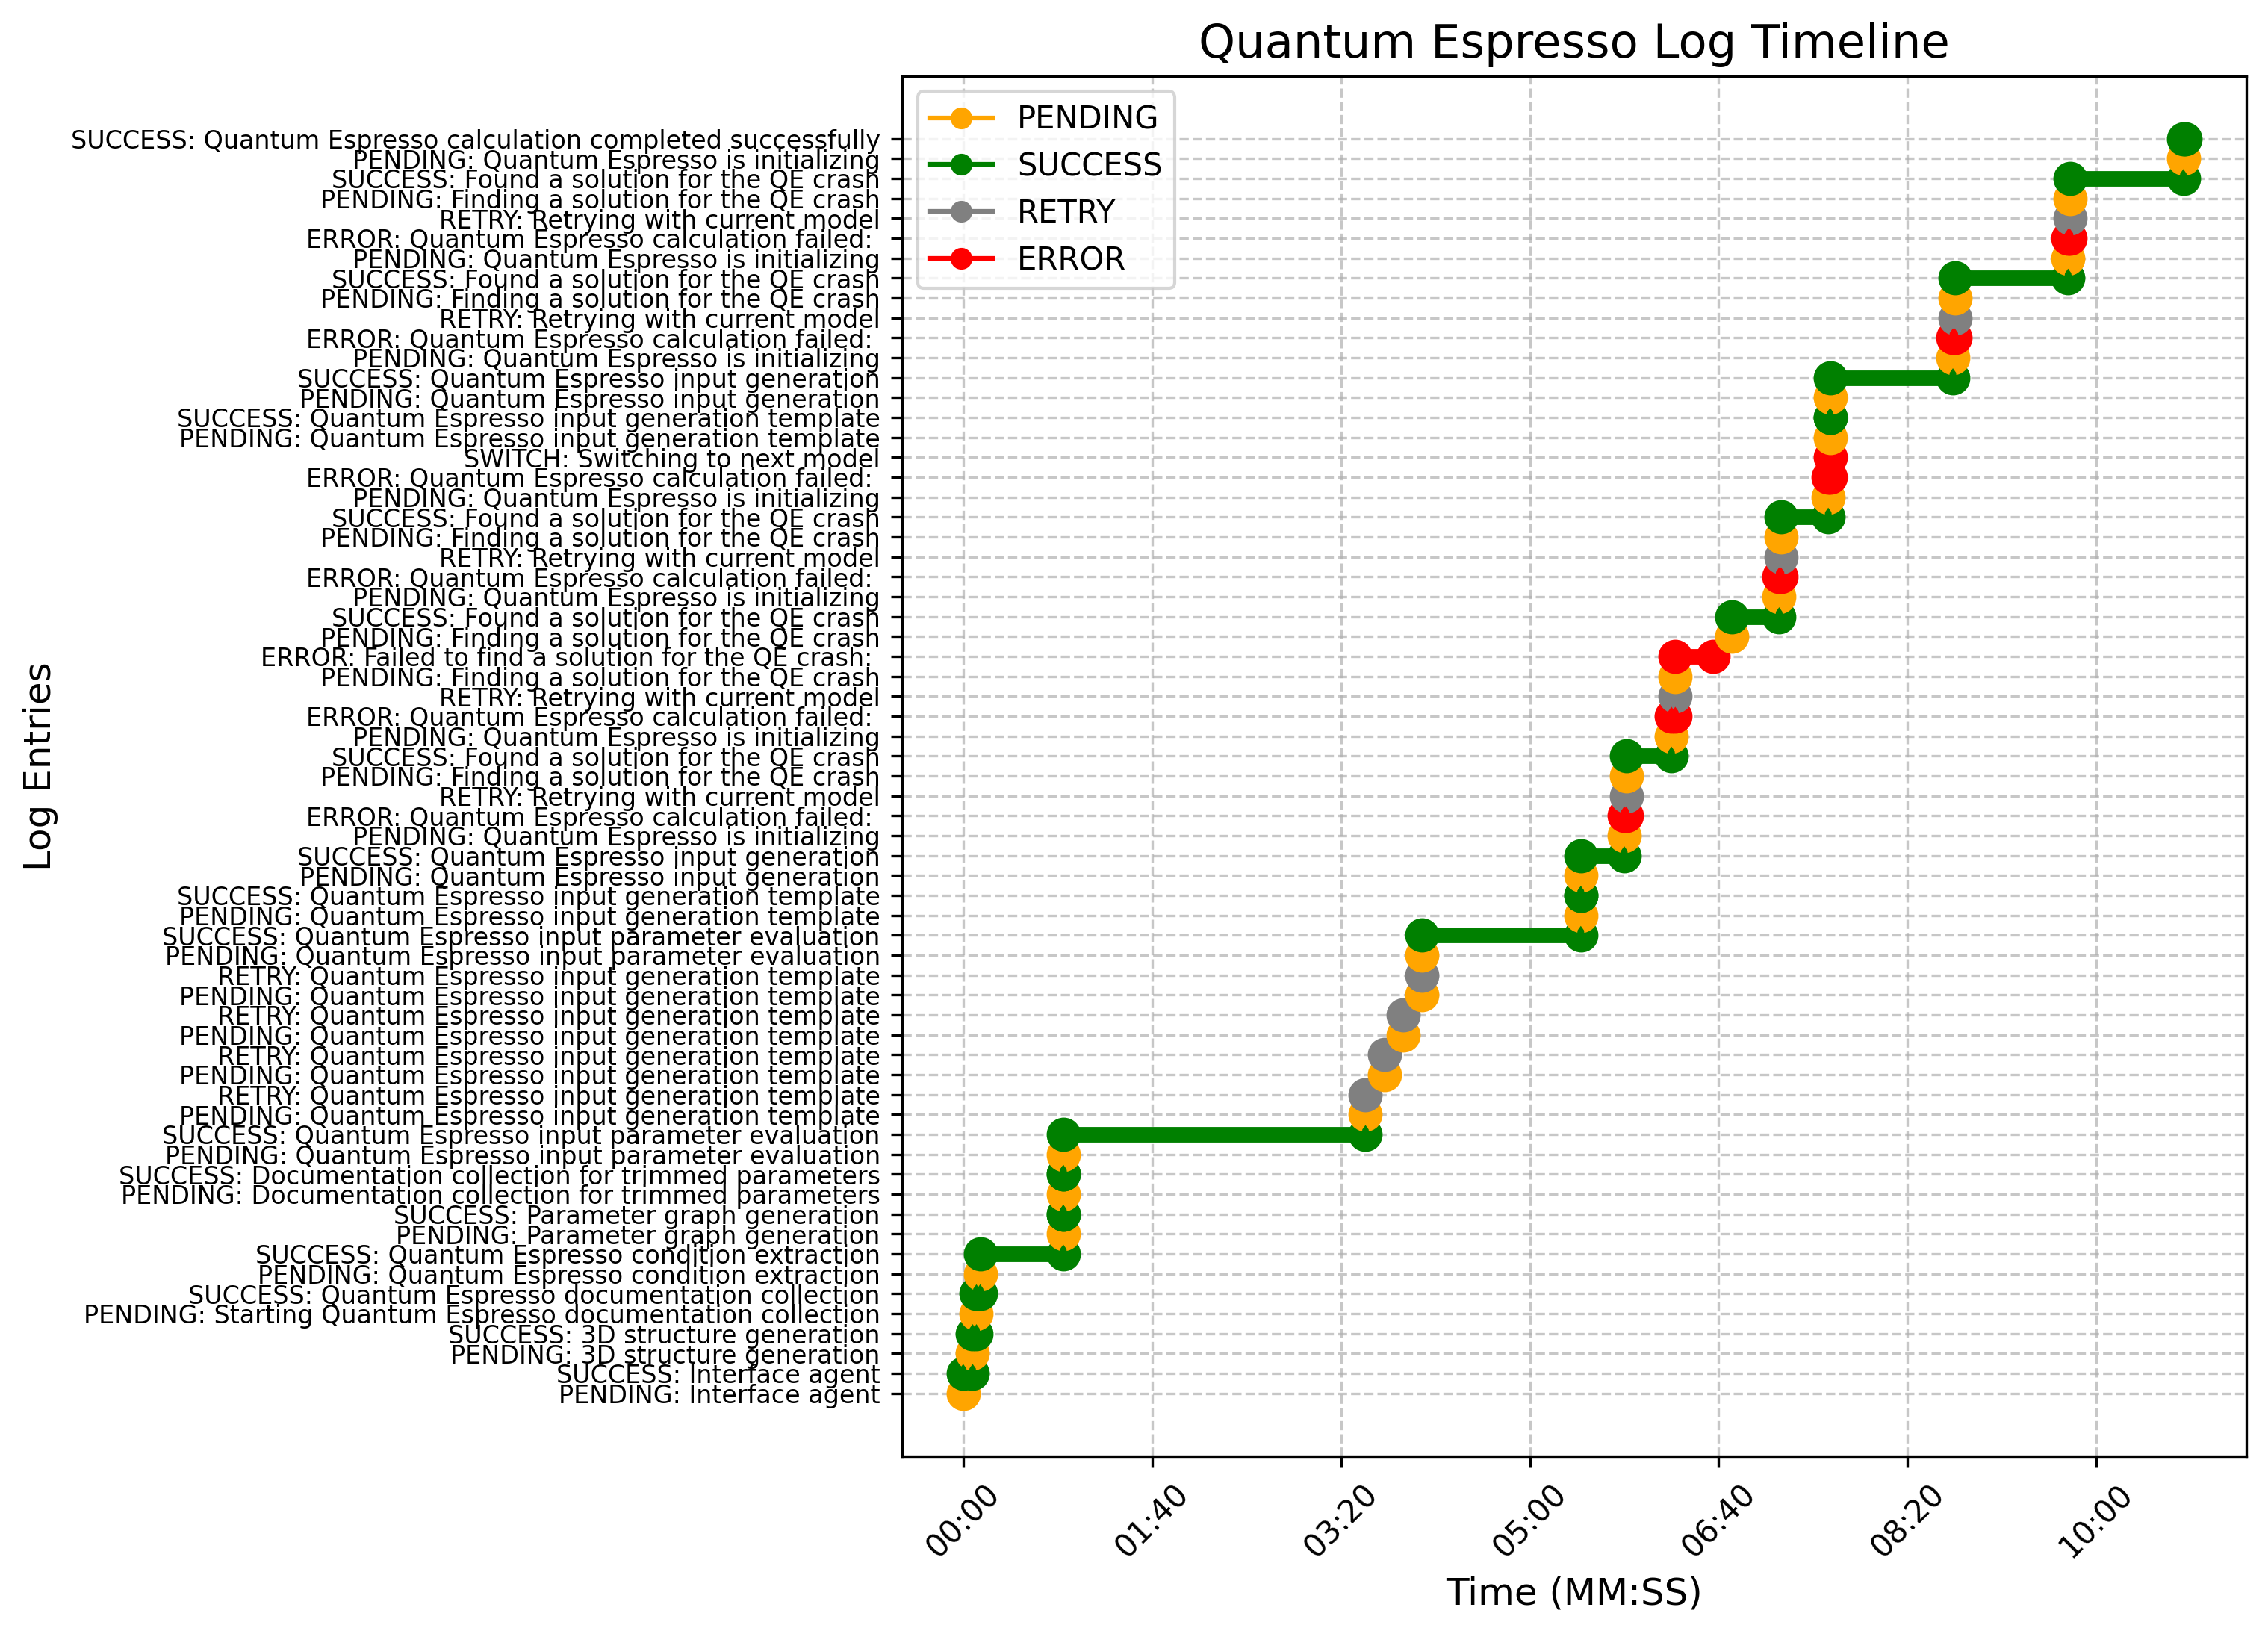 Quantum Espresso Log Timeline
PENDING
SUCCESS
RETRY
ERROR
SUCCESS: Quantum Espresso calculation completed successfully
PENDING: Quantum Espresso is initializing
SUCCESS: Found a solution for the QE crash
PENDING: Finding a solution for the QE crash
RETRY: Retrying with current model
ERROR: Quantum Espresso calculation failed:
PENDING: Quantum Espresso is initializing
SUCCESS: Found a solution for the QE crash
PENDING: Finding a solution for the QE crash
RETRY: Retrying with current model
ERROR: Quantum Espresso calculation failed:
PENDING: Quantum Espresso is initializing
SUCCESS: Quantum Espresso input generation
PENDING: Quantum Espresso input generation
SUCCESS: Quantum Espresso input generation template
PENDING: Quantum Espresso input generation template
SWITCH: Switching to next model
ERROR: Quantum Espresso calculation failed:
PENDING: Quantum Espresso is initializing
SUCCESS: Found a solution for the QE crash
PENDING: Finding a solution for the QE crash
RETRY: Retrying with current model
ERROR: Quantum Espresso calculation failed:
PENDING: Quantum Espresso is initializing
SUCCESS: Found a solution for the QE crash
PENDING: Finding a solution for the QE crash
ERROR: Failed to find a solution for the QE crash:
PENDING: Finding a solution for the QE crash
RETRY: Retrying with current model
ERROR: Quantum Espresso calculation failed:
PENDING: Quantum Espresso is initializing
SUCCESS: Found a solution for the QE crash
PENDING: Finding a solution for the QE crash
RETRY: Retrying with current model
ERROR: Quantum Espresso calculation failed:
PENDING: Quantum Espresso is initializing
SUCCESS: Quantum Espresso input generation
PENDING: Quantum Espresso input generation
SUCCESS: Quantum Espresso input generation template
PENDING: Quantum Espresso input generation template
SUCCESS: Quantum Espresso input parameter evaluation
PENDING: Quantum Espresso input parameter evaluation
RETRY: Quantum Espresso input generation template
PENDING: Quantum Espresso input generation template
RETRY: Quantum Espresso input generation template
PENDING: Quantum Espresso input generation template
RETRY: Quantum Espresso input generation template
PENDING: Quantum Espresso input generation template
RETRY: Quantum Espresso input generation template
PENDING: Quantum Espresso input generation template
SUCCESS: Quantum Espresso input parameter evaluation
PENDING: Quantum Espresso input parameter evaluation
SUCCESS: Documentation collection for trimmed parameters
PENDING: Documentation collection for trimmed parameters
SUCCESS: Parameter graph generation
PENDING: Parameter graph generation
SUCCESS: Quantum Espresso condition extraction
PENDING: Quantum Espresso condition extraction
SUCCESS: Quantum Espresso documentation collection
PENDING: Starting Quantum Espresso documentation collection
SUCCESS: 3D structure generation
PENDING: 3D structure generation
SUCCESS: Interface agent
PENDING: Interface agent
Log Entries
00:00
01:40
03:20
05:00
06:40
08:20
10:00
Time (MM:SS)